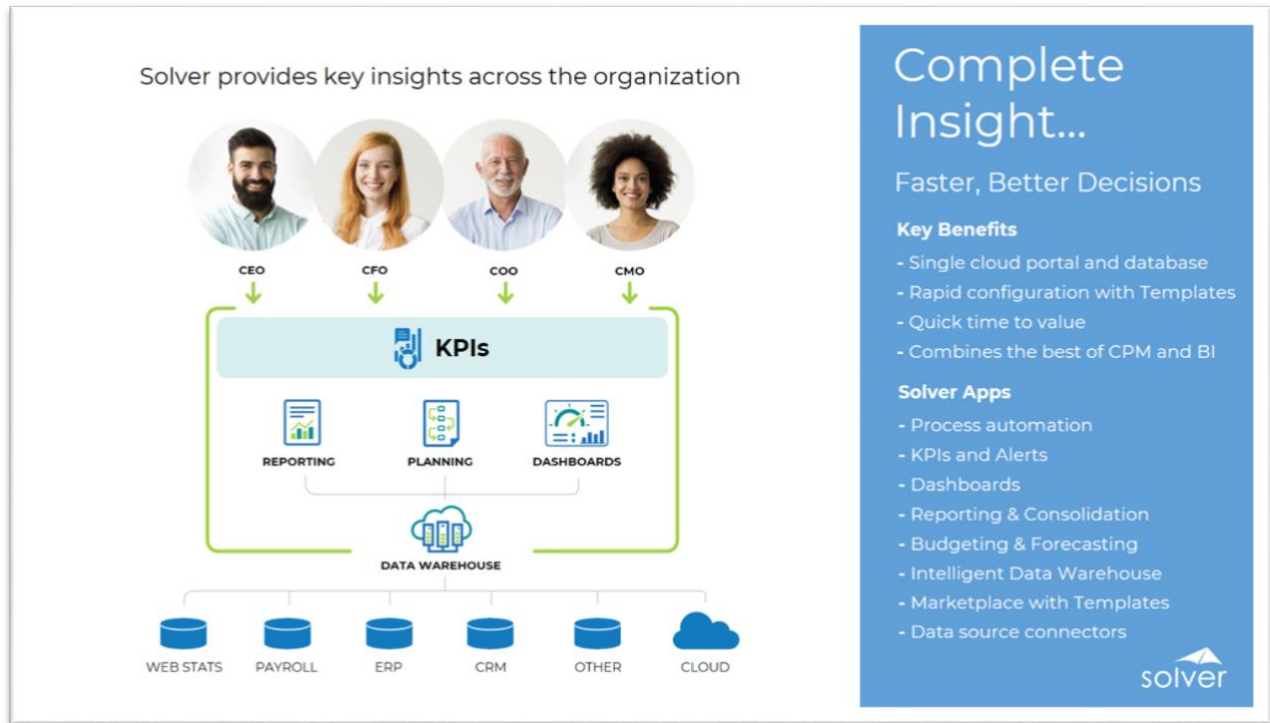 Solver provides key insights across the organization
CEO
CFO
COO
CMO
KPIs
REPORTING
PLANNING
DASHBOARDS
DATA WAREHOUSE
WEB STATS
PAYROLL
ERP
CRM
OTHER
CLOUD
Complete
Insight...
Faster, Better Decisions
Key Benefits
- Single cloud portal and database
- Rapid configuration with Templates
- Quick time to value
- Combines the best of CPM and BI
Solver Apps
- Process automation
- KPIs and Alerts
- Dashboards
- Reporting & Consolidation
- Budgeting & Forecasting
- Intelligent Data Warehouse
- Marketplace with Templates
- Data source connectors
solver